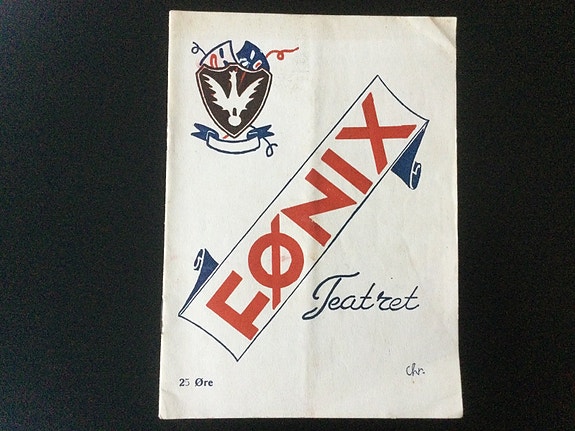 FØNIX
Teatret
25 Øre
Chr.